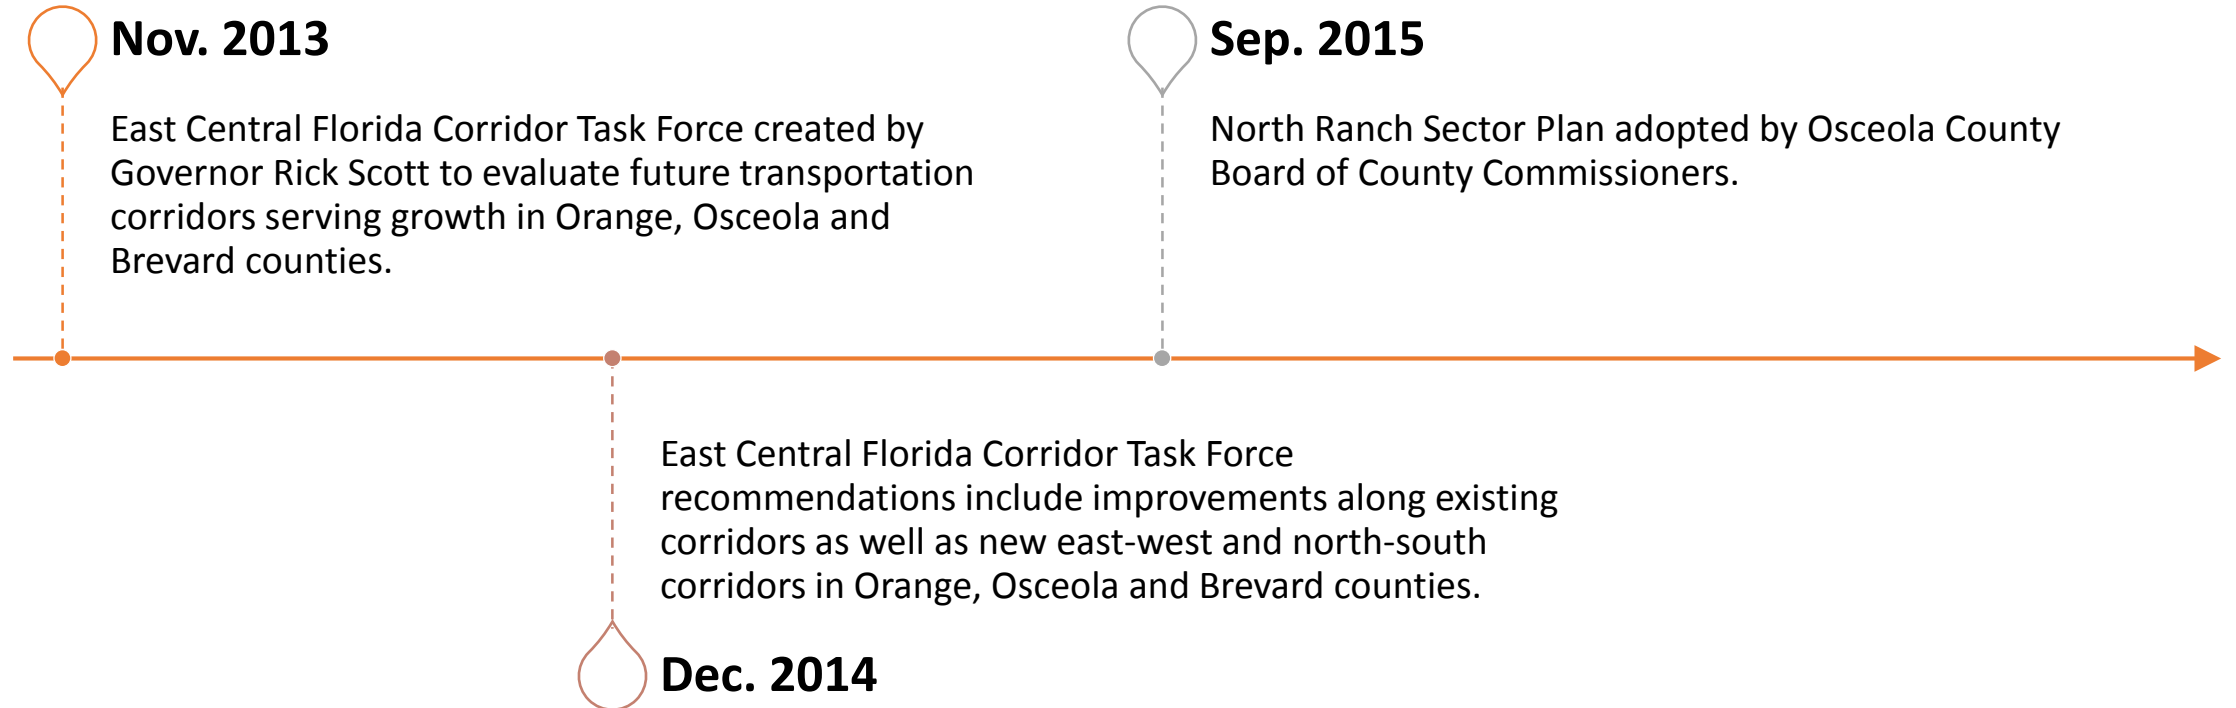 Nov. 2013
East Central Florida Corridor Task Force created by
Governor Rick Scott to evaluate future transportation
corridors serving growth in Orange, Osceola and
Brevard counties.
East Central Florida Corridor Task Force
recommendations include improvements along existing
corridors as well as new east-west and north-south
corridors in Orange, Osceola and Brevard counties.
Dec. 2014
Sep. 2015
North Ranch Sector Plan adopted by Osceola County
Board of County Commissioners.